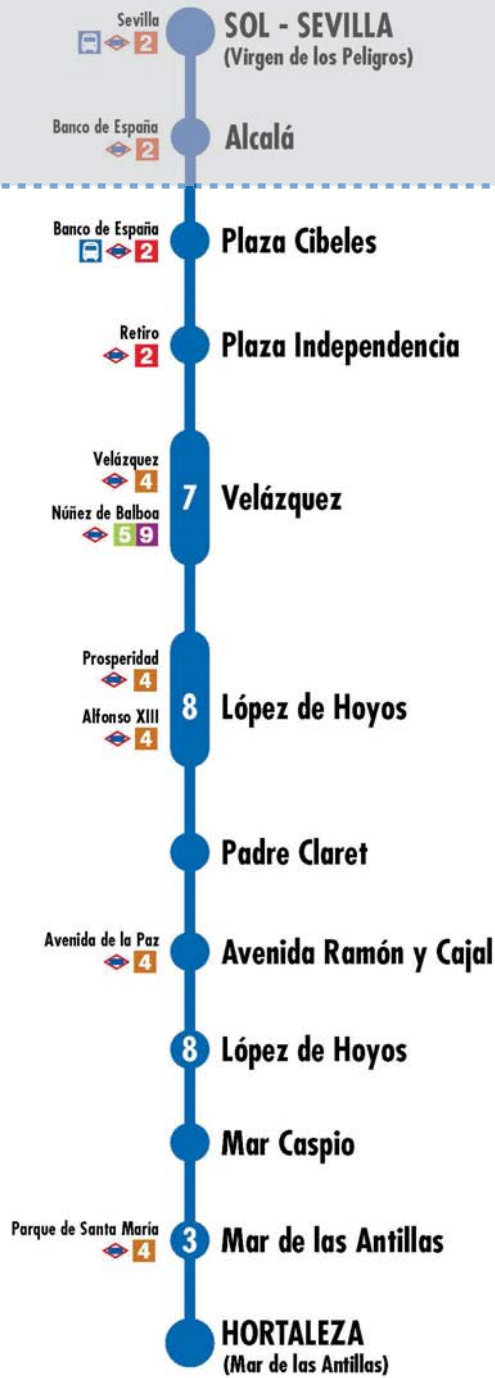 Sevilla
2
SOL - SEVILLA
(Virgen de los Peligros)
Banco de España
2
Alcalá
Banco de España
2
Plaza Cibeles
Retiro
2
Plaza Independencia
Velázquez
4
Núñez de Balboa
5 9
7
Velázquez
Prosperidad
4
Alfonso XIII
4
8
López de Hoyos
Padre Claret
Avenida de la Paz
4
Avenida Ramón y Cajal
8
López de Hoyos
Mar Caspio
Parque de Santa María
4
3
Mar de las Antillas
HORTALEZA
(Mar de las Antillas)